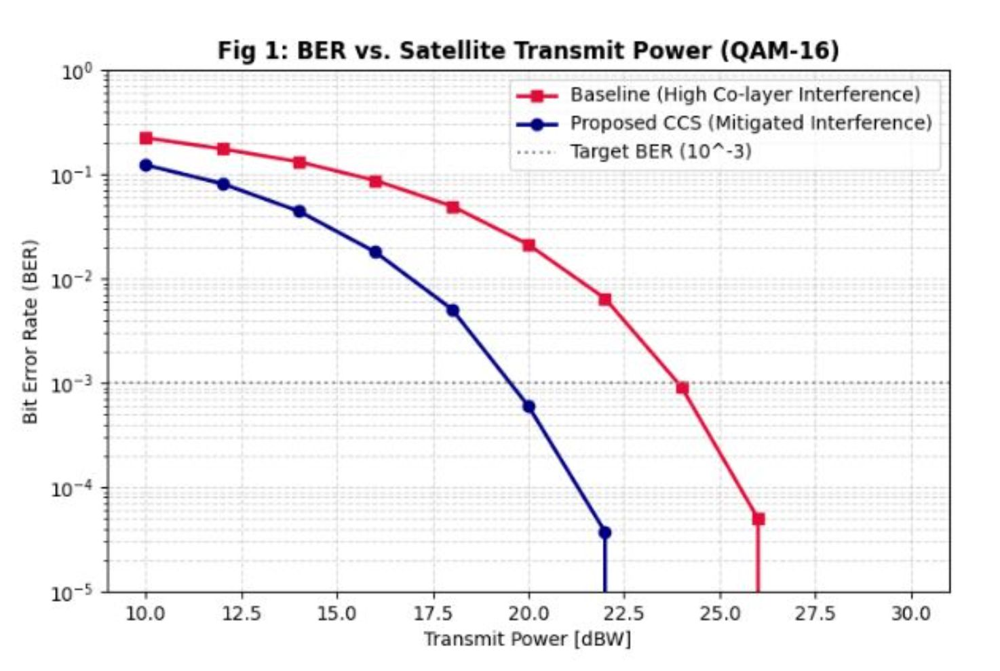 Fig 1: BER vs. Satellite Transmit Power (QAM-16)
Baseline (High Co-layer Interference)
Proposed CCS (Mitigated Interference)
Target BER (10^-3)
Bit Error Rate (BER)
10⁰
10⁻¹
10⁻²
10⁻³
10⁻⁴
10⁻⁵
10.0 12.5 15.0 17.5 20.0 22.5 25.0 27.5 30.0
Transmit Power [dBW]